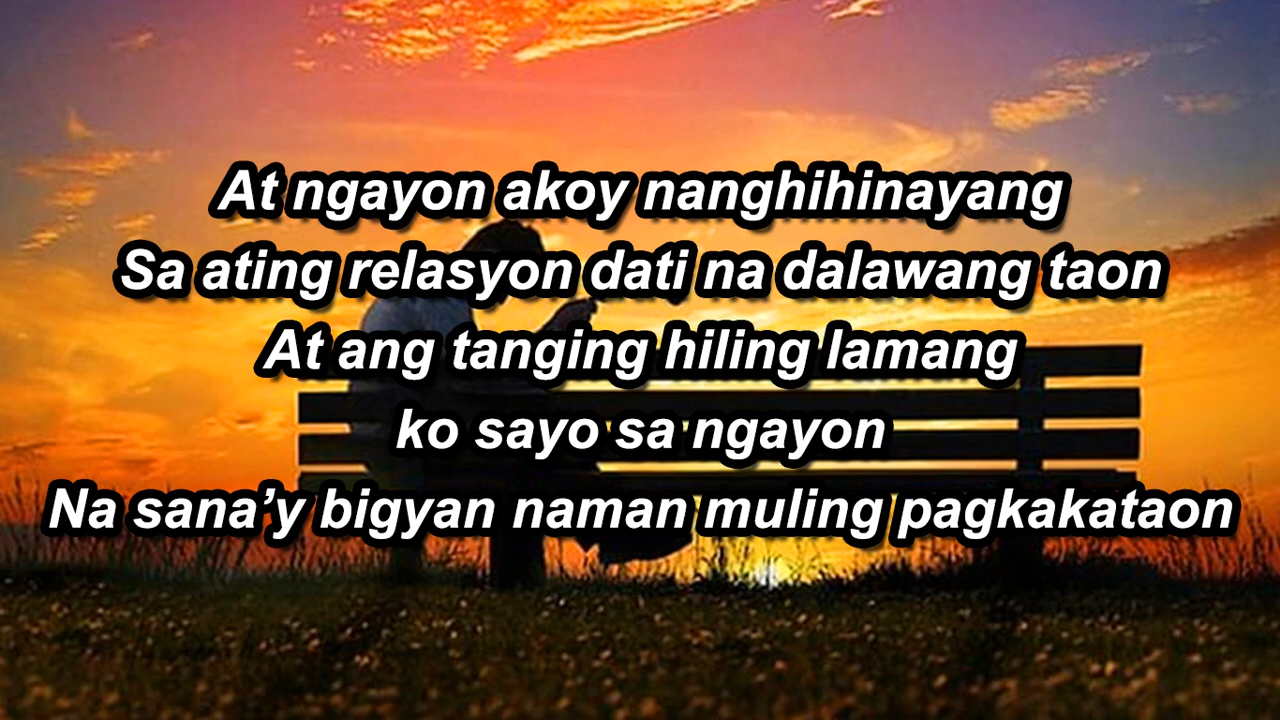 At ngayon akoy nanghihinayang
Sa ating relasyon dati na dalawang taon
At ang tanging hiling lamang
ko sayo sa ngayon
Na sana’y bigyan naman muling pagkakataon